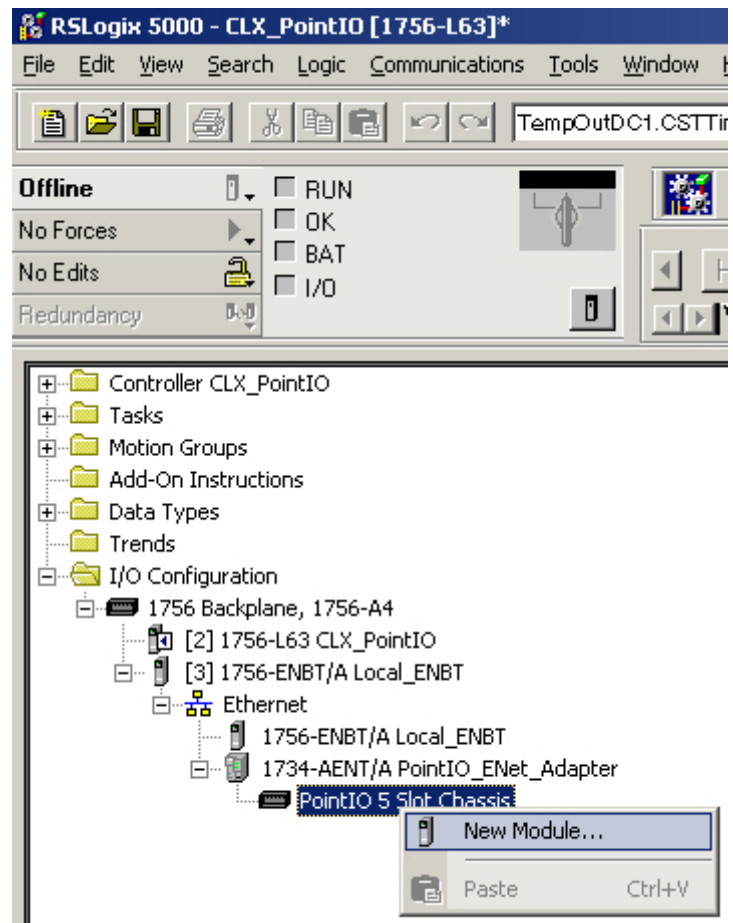 RSLogix 5000 - CLX_PointIO [1756-L63]*
File Edit View Search Logic Communications Tools Window
TempOutDC1.CSTTi
Offline
RUN
No Forces
OK
No Edits
BAT
Redundancy
I/O
Controller CLX_PointIO
Tasks
Motion Groups
Add-On Instructions
Data Types
Trends
I/O Configuration
1756 Backplane, 1756-A4
[2] 1756-L63 CLX_PointIO
[3] 1756-ENBT/A Local_ENBT
Ethernet
1756-ENBT/A Local_ENBT
1734-AENT/A PointIO_ENet_Adapter
PointIO 5 Slot Chassis
New Module...
Paste Ctrl+V